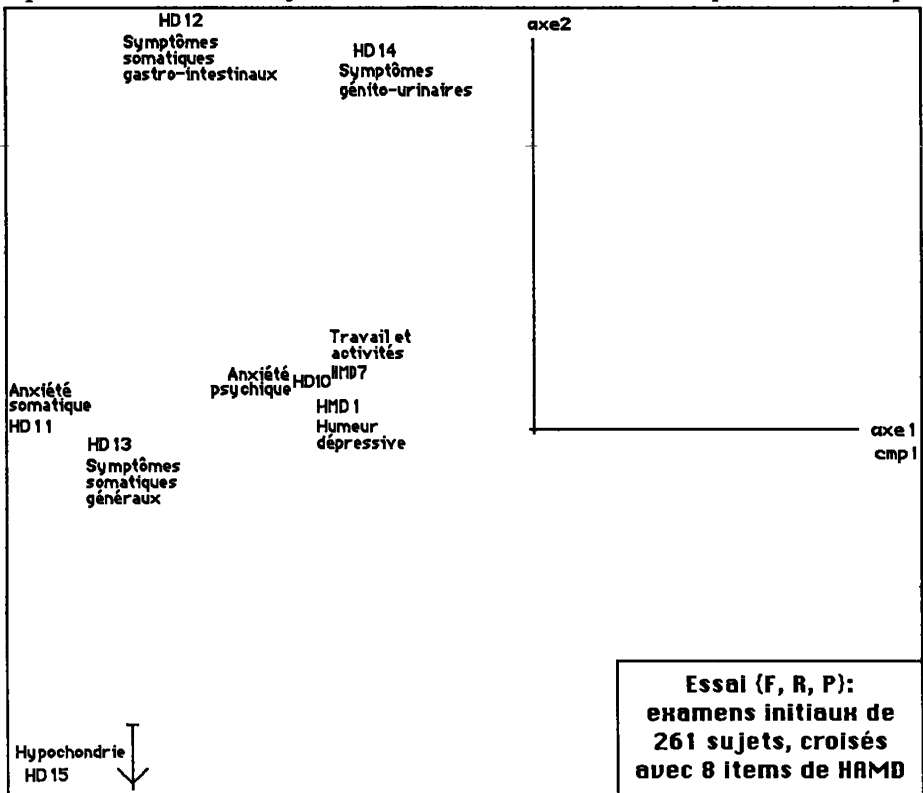 HD 12
Symptômes
somatiques
gastro-intestinaux
HD 14
Symptômes
génito-urinaires
axe2
Travail et
activités
HMD7
Anxiété
psychique
HD10
HMD 1
Humeur
dépressive
Anxiété
somatique
HD 11
HD 13
Symptômes
somatiques
généraux
axe 1
cmp 1
Hypochondrie
HD 15
Essai {F, R, P}:
examens initiaux de
261 sujets, croisés
avec 8 items de HAMD